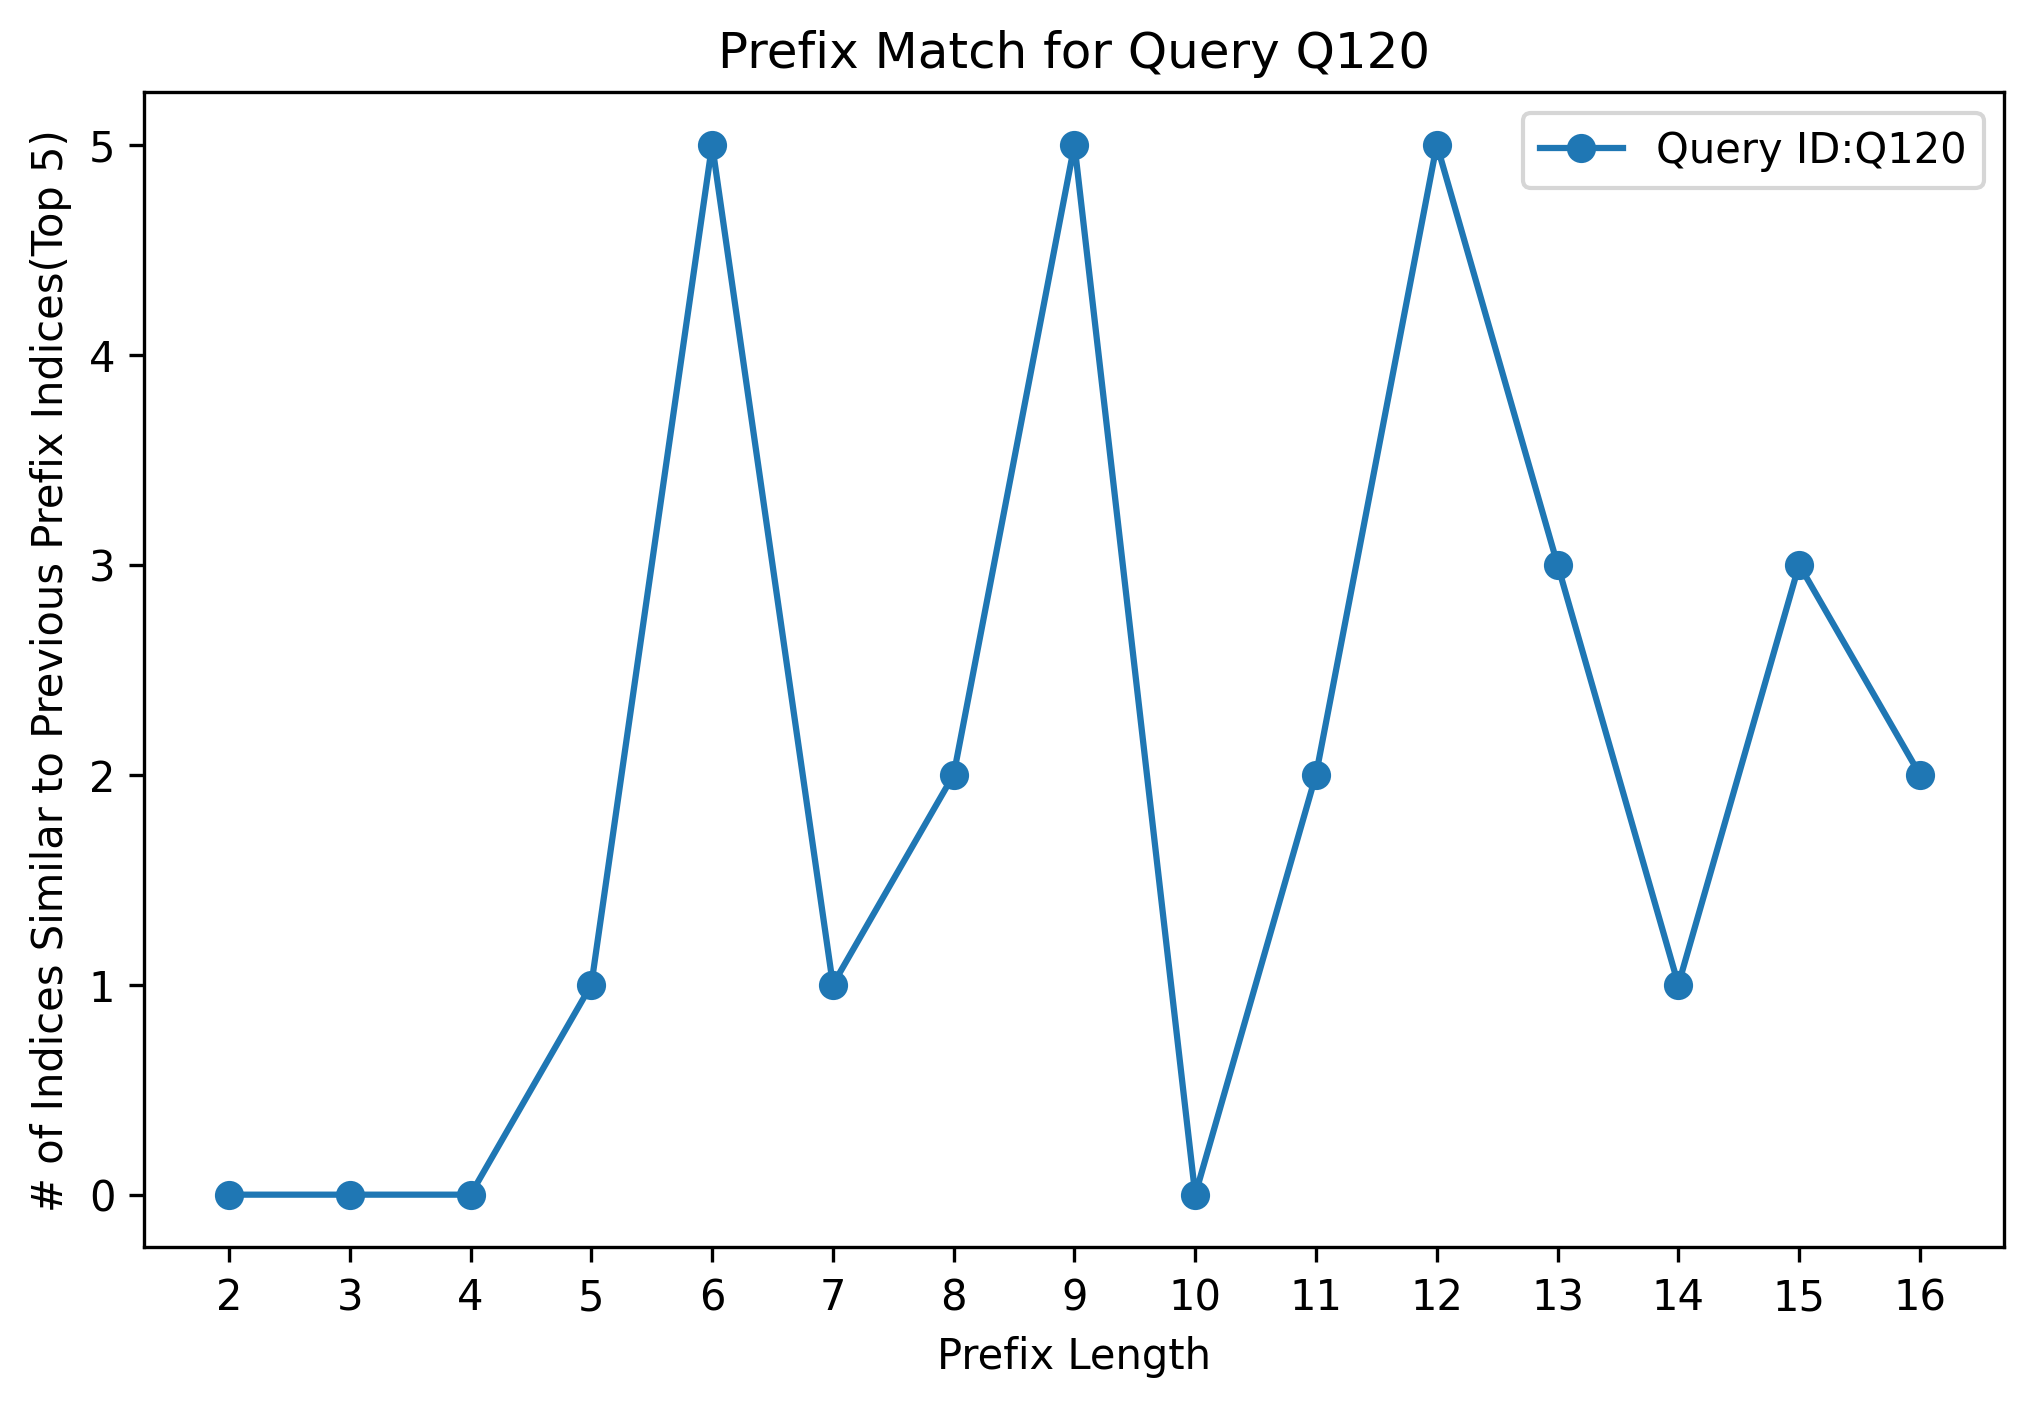 Prefix Match for Query Q120
Query ID:Q120
# of Indices Similar to Previous Prefix Indices(Top 5)
5
4
3
2
1
0
2 3 4 5 6 7 8 9 10 11 12 13 14 15 16
Prefix Length